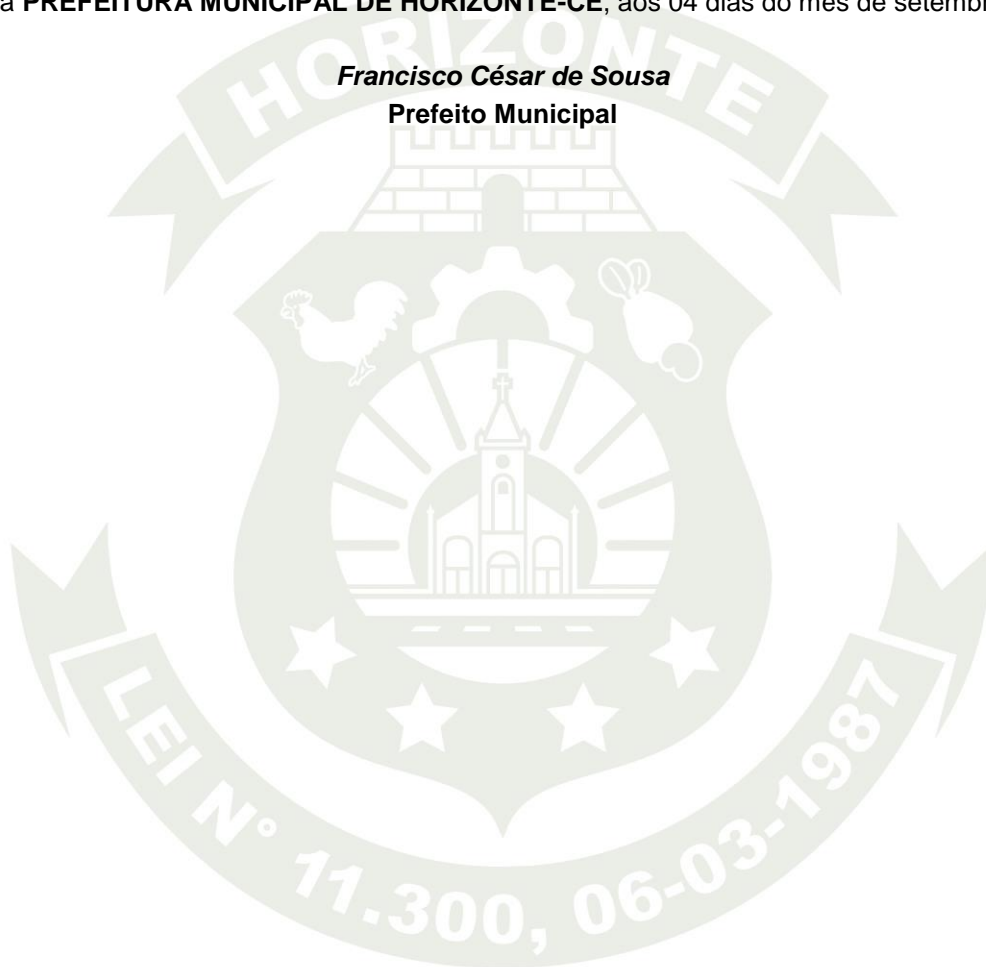 a PREFEITURA MUNICIPAL DE HORIZONTE-CE, aos 04 dias do mês de setemb
Francisco César de Sousa
Prefeito Municipal
HORIZONTE
LEI N° 11.300, 06-03-1987